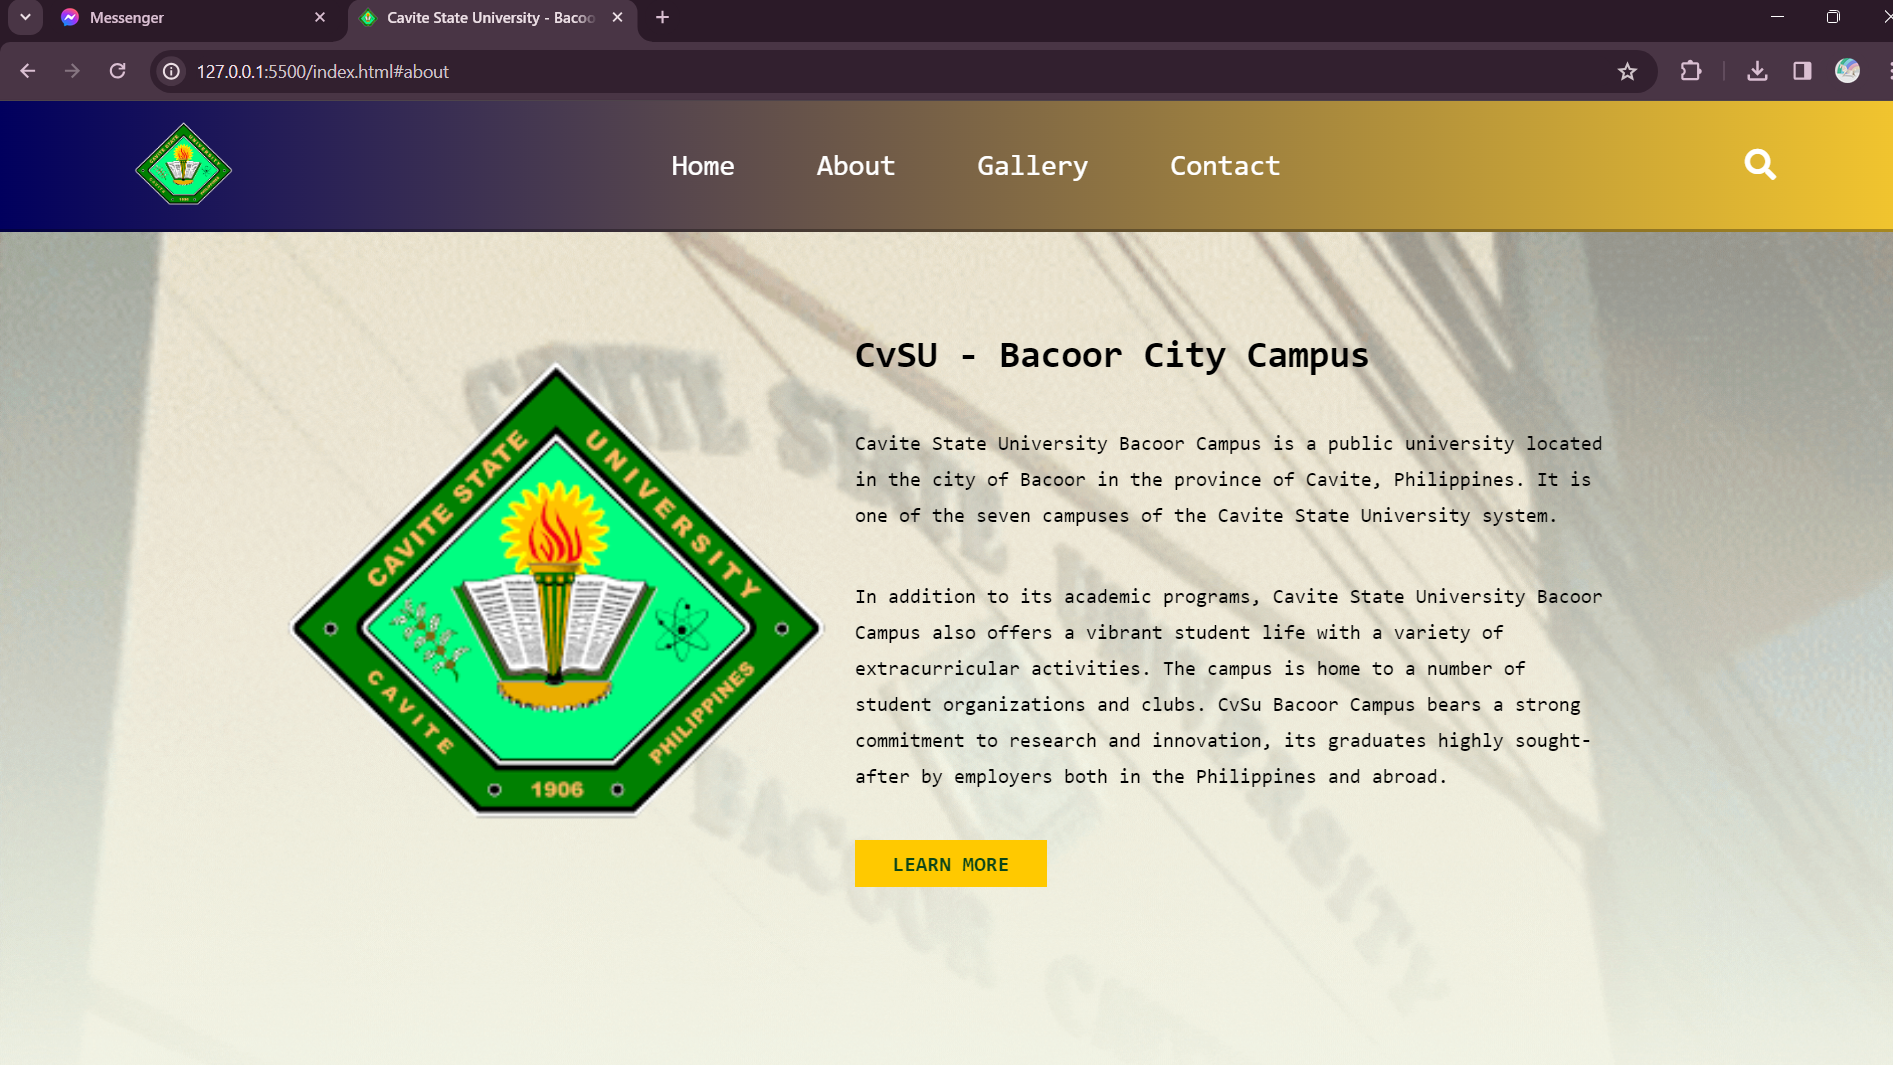 Messenger
Cavite State University - Baco
127.0.0.1:5500/index.html#about
Home
About
Gallery
Contact
CAVITE STATE
UNIVERSITY
CAVITE
PHILIPPINES
1906
CvSU - Bacoor City Campus
Cavite State University Bacoor Campus is a public university located
in the city of Bacoor in the province of Cavite, Philippines. It is
one of the seven campuses of the Cavite State University system.
In addition to its academic programs, Cavite State University Bacoor
Campus also offers a vibrant student life with a variety of
extracurricular activities. The campus is home to a number of
student organizations and clubs. CvSu Bacoor Campus bears a strong
commitment to research and innovation, its graduates highly sought-
after by employers both in the Philippines and abroad.
LEARN MORE